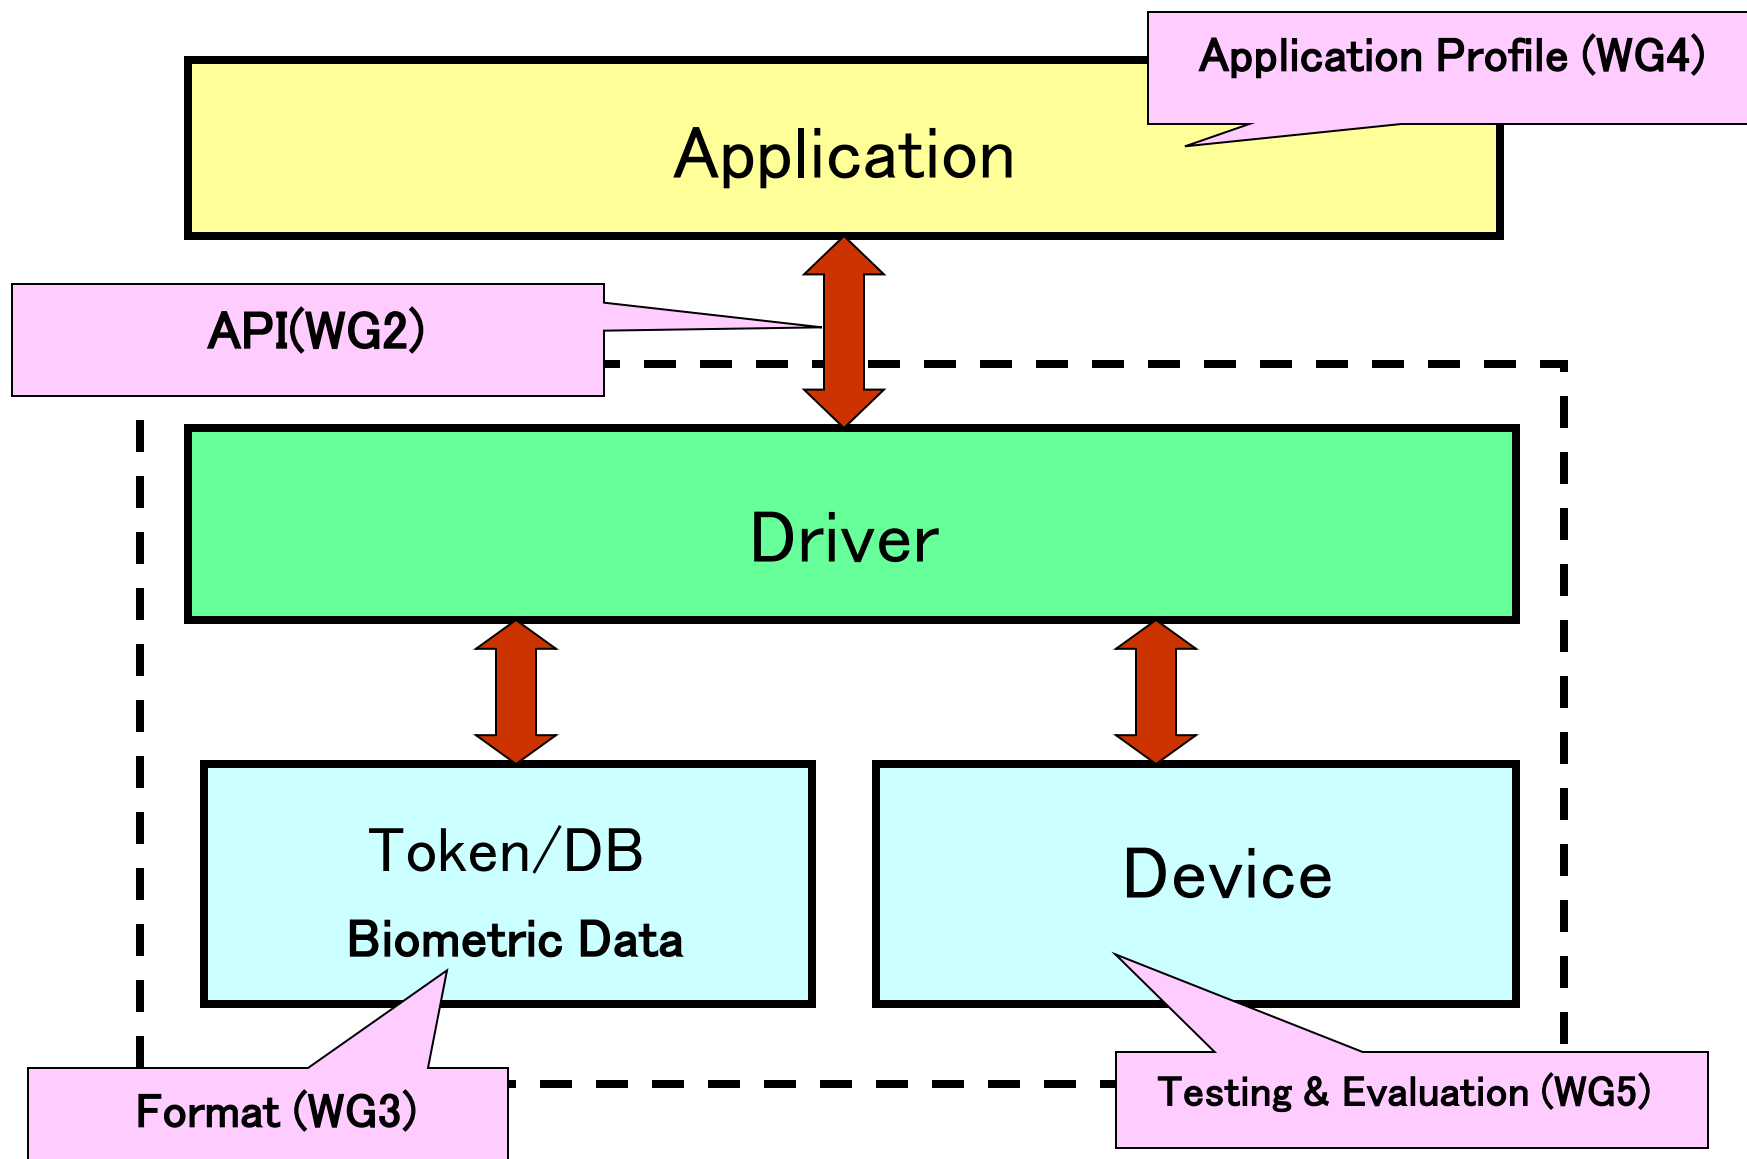 Application Profile (WG4)
Application
API(WG2)
Driver
Token/DB
Biometric Data
Device
Format (WG3)
Testing & Evaluation (WG5)